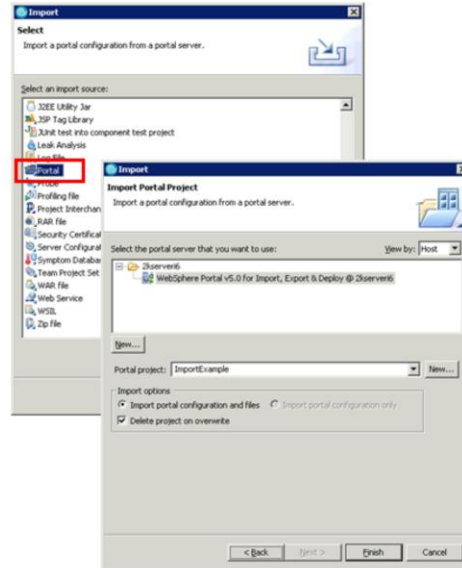 Import
Select
Import a portal configuration from a portal server.
Select an import source:
J2EE Utility Jar
JSP Tag Library
JUnit test into component test project
Leak Analysis
Log File
Portal
Probe
Profiling file
Project Interchan
RAR file
Security Certifica
Server Configurat
Symptom Databas
Team Project Set
WAR file
Web Service
WSIL
Zip file
Import
Import Portal Project
Import a portal configuration from a portal server.
Select the portal server that you want to use:
View by: Host
2kserveri6
WebSphere Portal v5.0 for Import, Export & Deploy @ 2kserveri6
New...
Portal project: ImportExample
New...
Import options
Import portal configuration and files
Import portal configuration only
Delete project on overwrite
< Back
Next >
Finish
Cancel